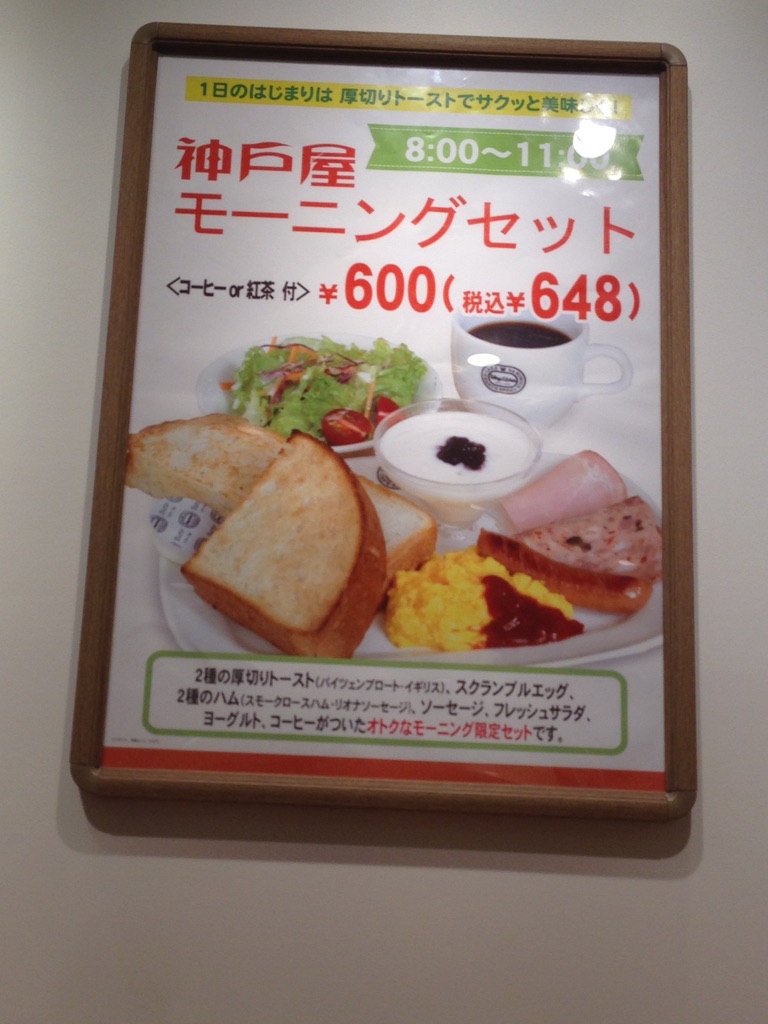 1日のはじまりは 厚切りトーストでサクッと美味
8:00～11:00
神戸屋
モーニングセット
〈コーヒー or 紅茶 付〉 ¥600(税込¥648)
2種の厚切りトースト(バイツェンブロート・イギリス)、スクランブルエッグ、
2種のハム(スモークロースハム・リオナソーセージ)、ソーセージ、フレッシュサラダ、
ヨーグルト、コーヒーがついたオトクなモーニング限定セットです。